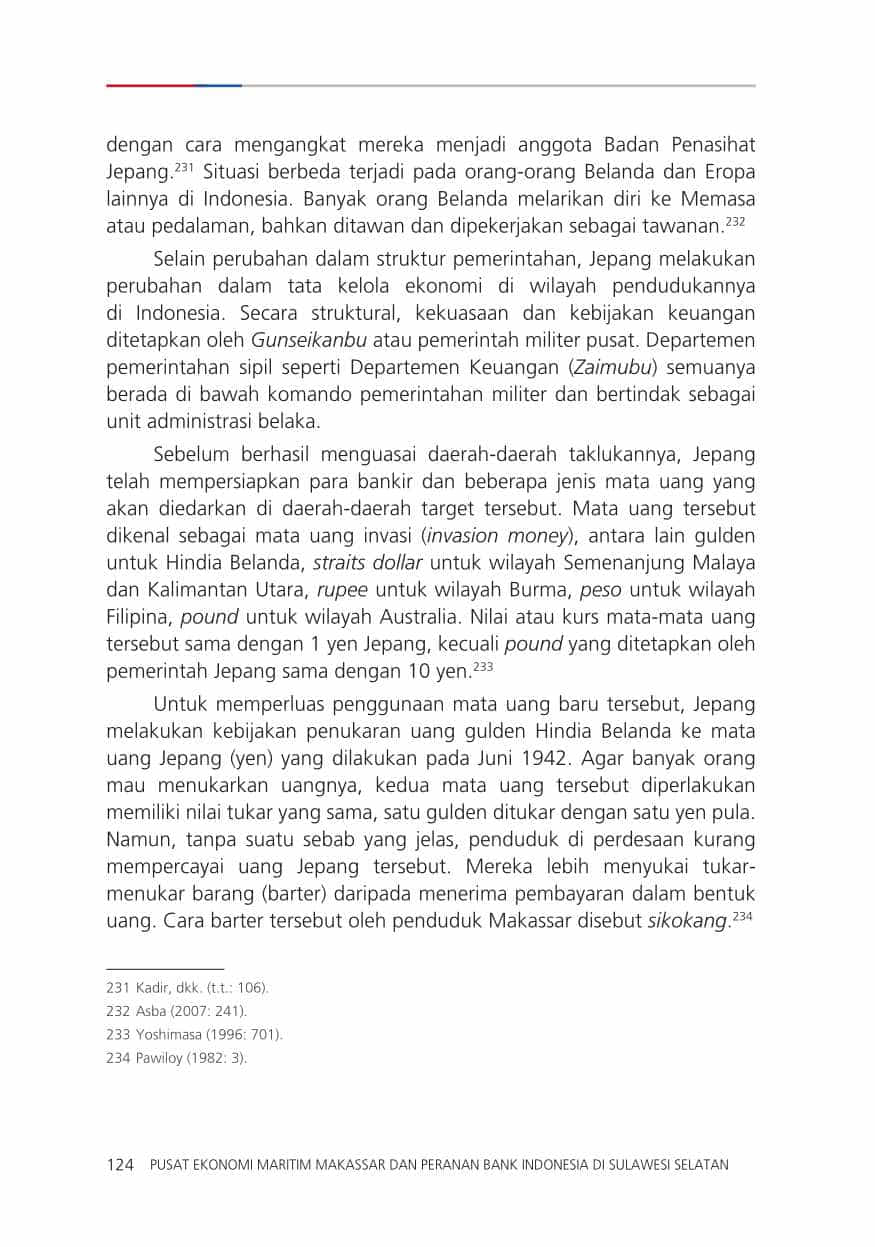 dengan cara mengangkat mereka menjadi anggota Badan Penasihat
Jepang.231 Situasi berbeda terjadi pada orang-orang Belanda dan Eropa
lainnya di Indonesia. Banyak orang Belanda melarikan diri ke Memasa
atau pedalaman, bahkan ditawan dan dipekerjakan sebagai tawanan.232
Selain perubahan dalam struktur pemerintahan, Jepang melakukan
perubahan dalam tata kelola ekonomi di wilayah pendudukannya
di Indonesia. Secara struktural, kekuasaan dan kebijakan keuangan
ditetapkan oleh Gunseikanbu atau pemerintah militer pusat. Departemen
pemerintahan sipil seperti Departemen Keuangan (Zaimubu) semuanya
berada di bawah komando pemerintahan militer dan bertindak sebagai
unit administrasi belaka.
Sebelum berhasil menguasai daerah-daerah taklukannya, Jepang
telah mempersiapkan para bankir dan beberapa jenis mata uang yang
akan diedarkan di daerah-daerah target tersebut. Mata uang tersebut
dikenal sebagai mata uang invasi (invasion money), antara lain gulden
untuk Hindia Belanda, straits dollar untuk wilayah Semenanjung Malaya
dan Kalimantan Utara, rupee untuk wilayah Burma, peso untuk wilayah
Filipina, pound untuk wilayah Australia. Nilai atau kurs mata-mata uang
tersebut sama dengan 1 yen Jepang, kecuali pound yang ditetapkan oleh
pemerintah Jepang sama dengan 10 yen.233
Untuk memperluas penggunaan mata uang baru tersebut, Jepang
melakukan kebijakan penukaran uang gulden Hindia Belanda ke mata
uang Jepang (yen) yang dilakukan pada Juni 1942. Agar banyak orang
mau menukarkan uangnya, kedua mata uang tersebut diperlakukan
memiliki nilai tukar yang sama, satu gulden ditukar dengan satu yen pula.
Namun, tanpa suatu sebab yang jelas, penduduk di perdesaan kurang
mempercayai uang Jepang tersebut. Mereka lebih menyukai tukar-
menukar barang (barter) daripada menerima pembayaran dalam bentuk
uang. Cara barter tersebut oleh penduduk Makassar disebut sikokang.234
231 Kadir, dkk. (t.t.: 106).
232 Asba (2007: 241).
233 Yoshimasa (1996: 701).
234 Pawiloy (1982: 3).
124 PUSAT EKONOMI MARITIM MAKASSAR DAN PERANAN BANK INDONESIA DI SULAWESI SELATAN